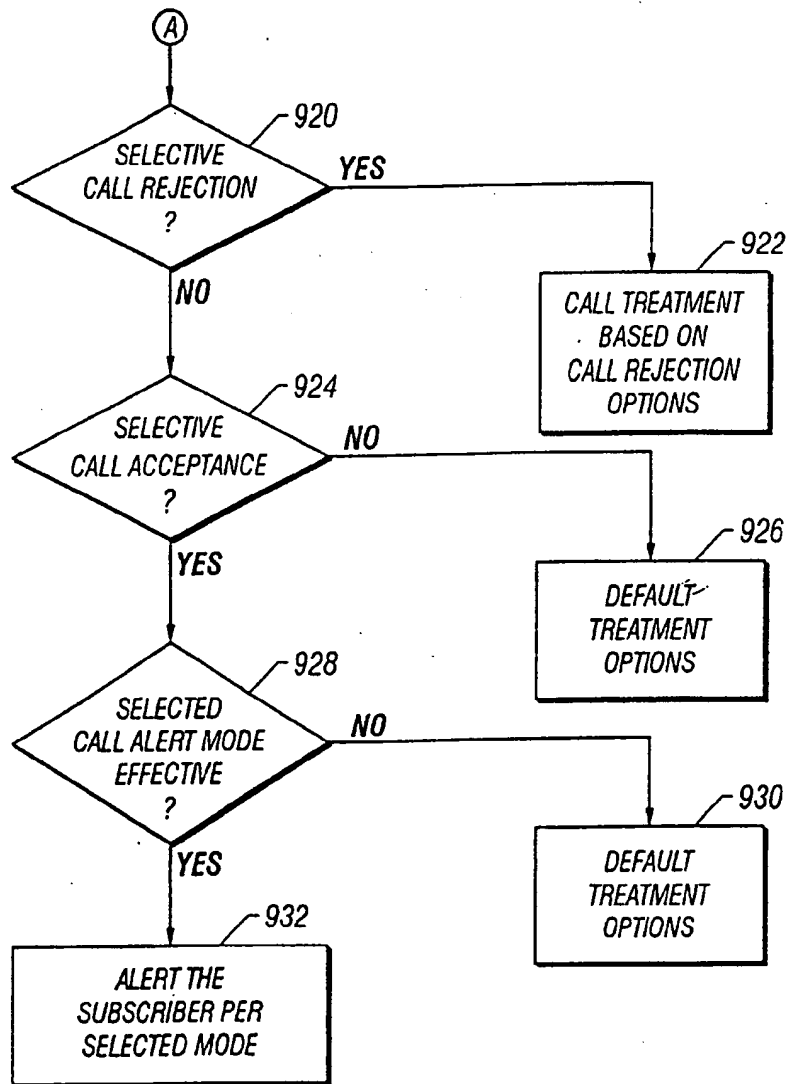 A
920
SELECTIVE
CALL REJECTION
?
YES
NO
922
CALL TREATMENT
BASED ON
CALL REJECTION
OPTIONS
924
SELECTIVE
CALL ACCEPTANCE
?
NO
YES
926
DEFAULT
TREATMENT
OPTIONS
928
SELECTED
CALL ALERT MODE
EFFECTIVE
?
NO
YES
930
DEFAULT
TREATMENT
OPTIONS
932
ALERT THE
SUBSCRIBER PER
SELECTED MODE